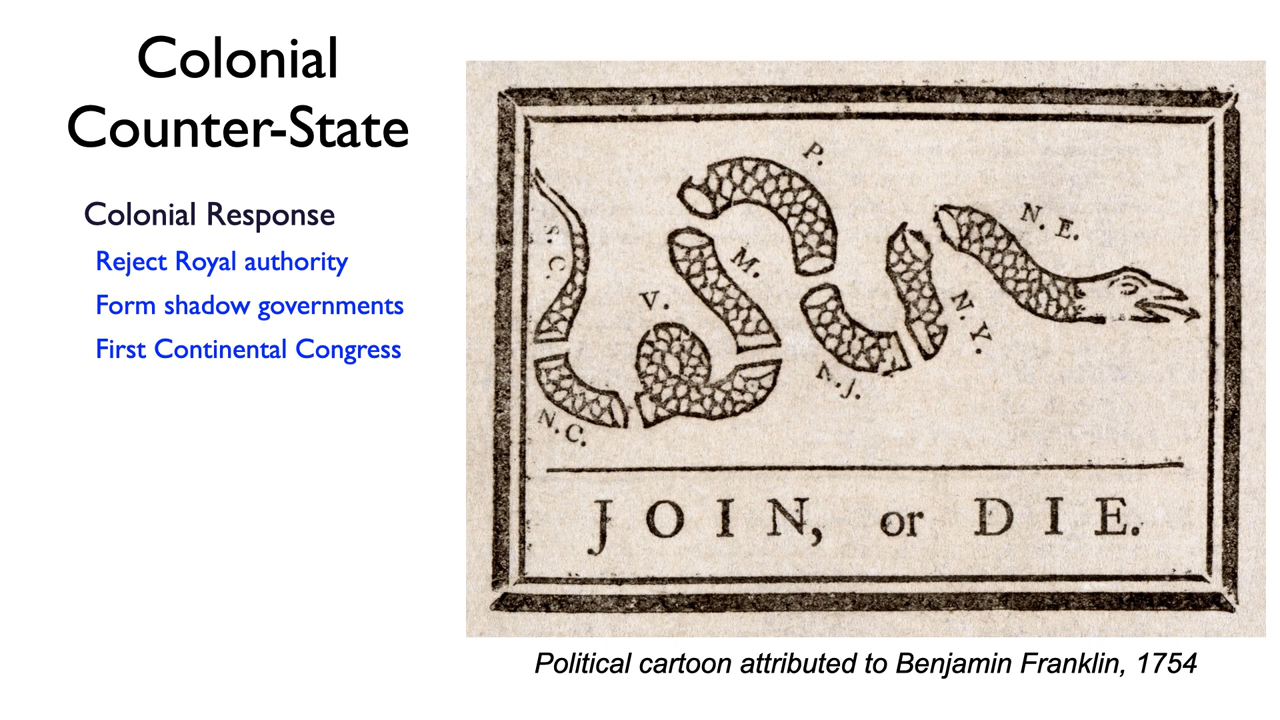 Colonial
Counter-State
Colonial Response
Reject Royal authority
Form shadow governments
First Continental Congress
S. C.
N. C.
V.
M.
P.
N. J.
N. Y.
N. E.
JOIN, or DIE.
Political cartoon attributed to Benjamin Franklin, 1754